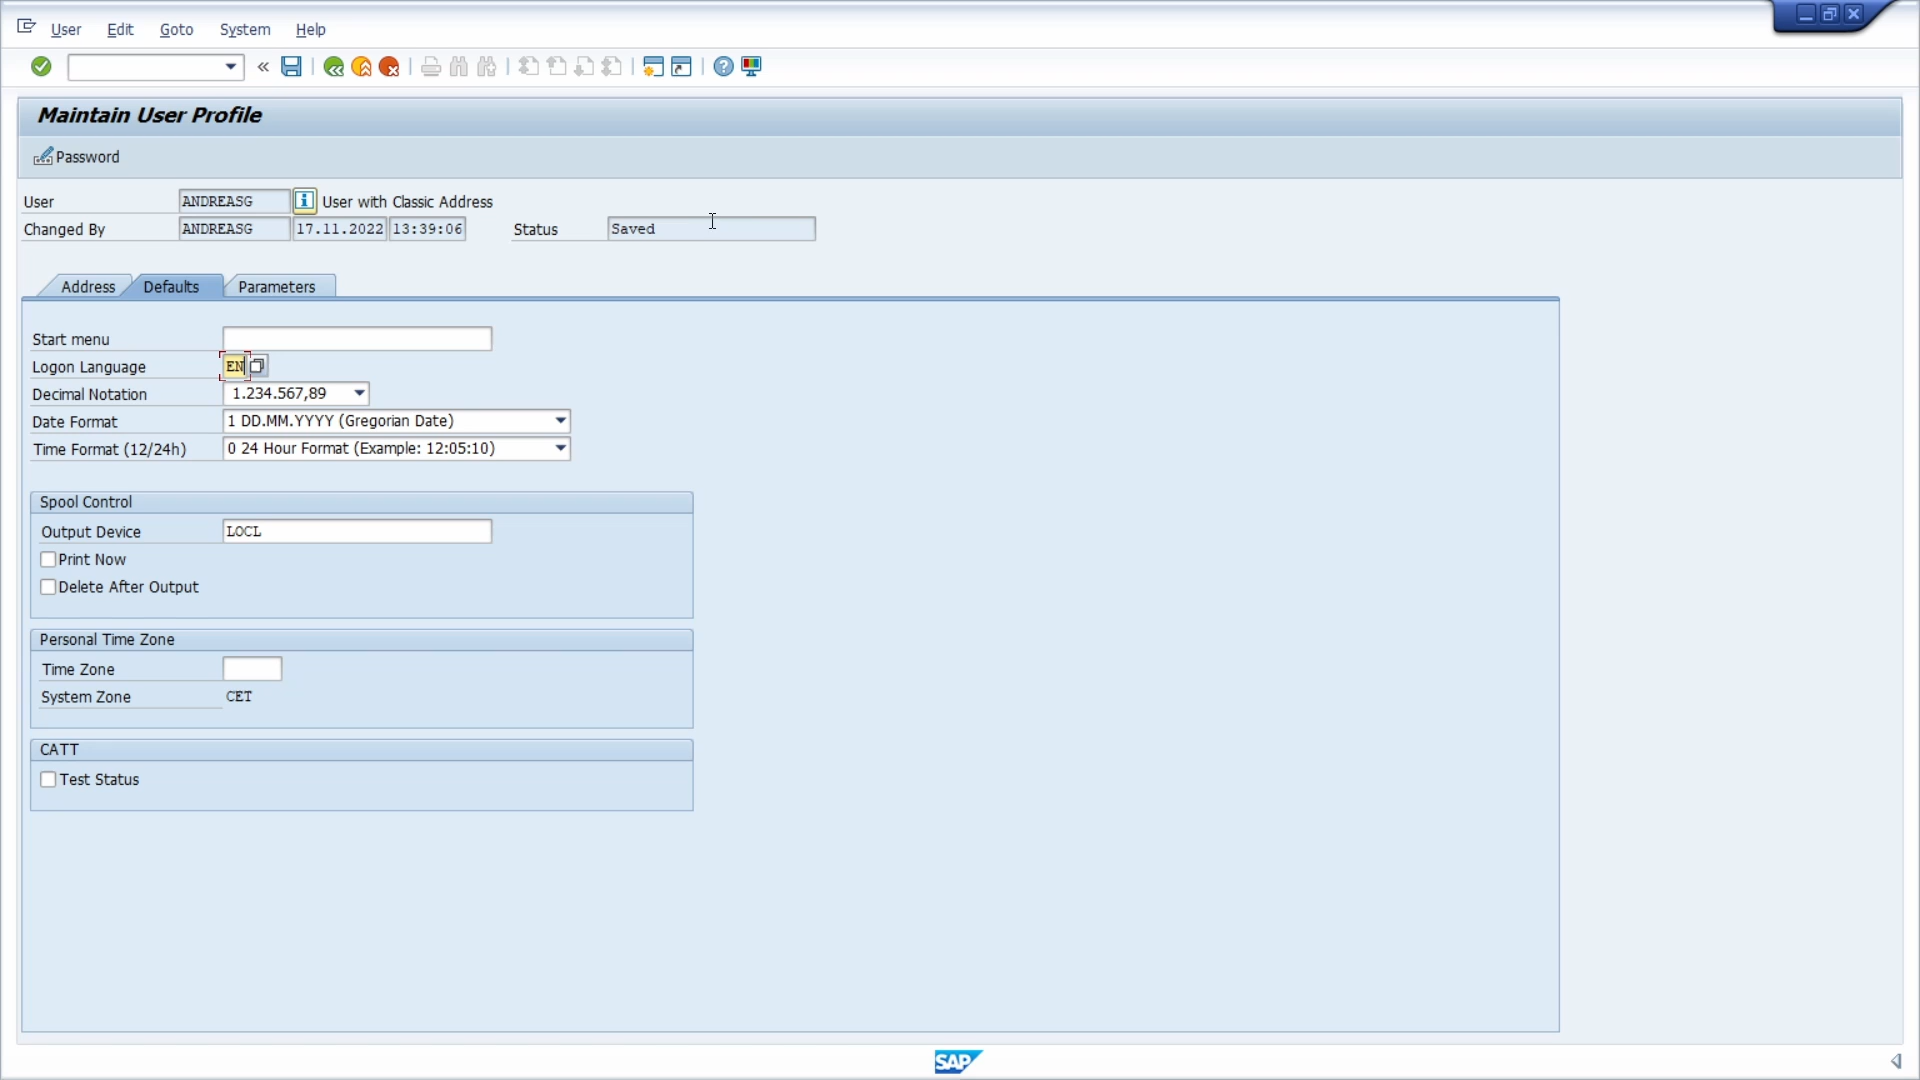 User Edit Goto System Help
Maintain User Profile
Password
User ANDREASG User with Classic Address
Changed By ANDREASG 17.11.2022 13:39:06 Status Saved
Address Defaults Parameters
Start menu
Logon Language EN
Decimal Notation 1.234.567,89
Date Format 1 DD.MM.YYYY (Gregorian Date)
Time Format (12/24h) 0 24 Hour Format (Example: 12:05:10)
Spool Control
Output Device LOCL
Print Now
Delete After Output
Personal Time Zone
Time Zone
System Zone CET
CATT
Test Status
SAP